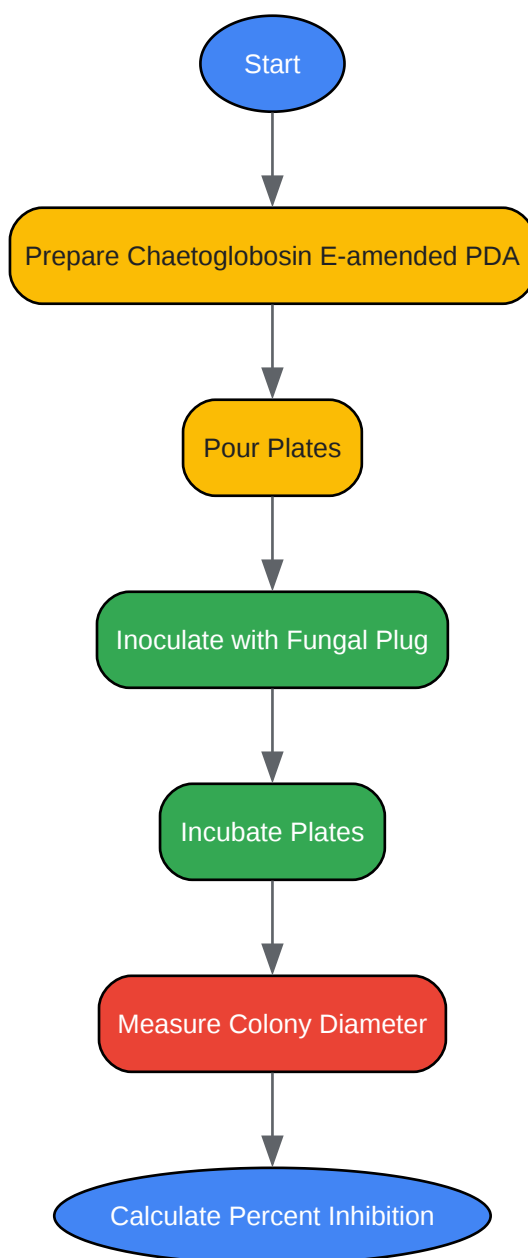 Start
Prepare Chaetoglobosin E-amended PDA
Pour Plates
Inoculate with Fungal Plug
Incubate Plates
Measure Colony Diameter
Calculate Percent Inhibition